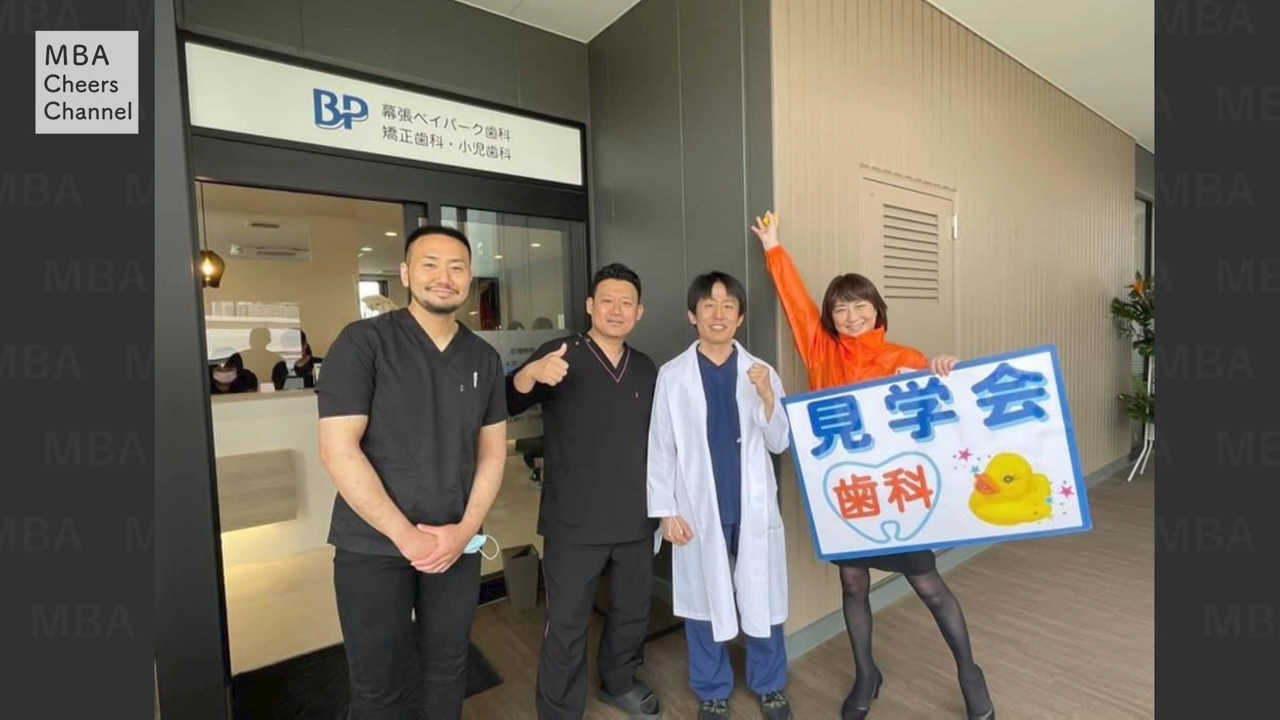 MBA
Cheers
Channel
BP 幕張ベイパーク歯科
矯正歯科・小児歯科
見学会
歯科